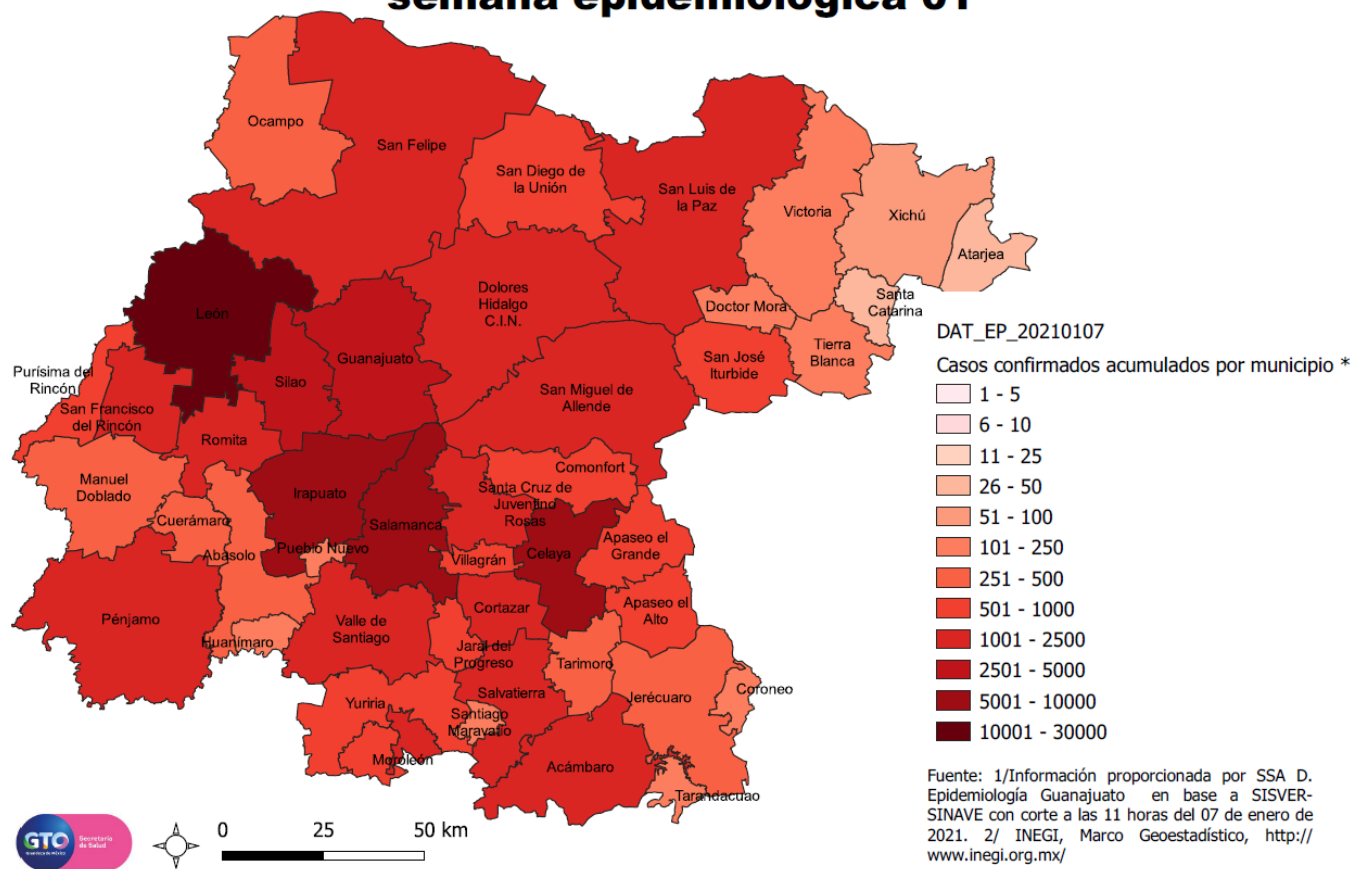 semana epidemiológica 01
Ocampo
San Felipe
San Diego de
la Unión
San Luis de
la Paz
Victoria
Xichú
Atarjea
León
Dolores
Hidalgo
C.I.N.
Santa
Catarina
Doctor Mora
Guanajuato
Tierra
Blanca
San José
Iturbide
Purísima del
Rincón
Silao
San Miguel de
Allende
San Francisco
del Rincón
Romita
Manuel
Doblado
Comonfort
Irapuato
Santa Cruz de
Juventino
Rosas
Cuerámaro
Salamanca
Abasolo
Pueblo Nuevo
Villagrán
Celaya
Apaseo el
Grande
Pénjamo
Valle de
Santiago
Cortazar
Apaseo el
Alto
Huanímaro
Jaral del
Progreso
Tarimoro
Yuriria
Salvatierra
Jerécuaro
Coroneo
Santiago
Maravatío
Moroleón
Acámbaro
Tarandacuao
DAT_EP_20210107
Casos confirmados acumulados por municipio *
1 - 5
6 - 10
11 - 25
26 - 50
51 - 100
101 - 250
251 - 500
501 - 1000
1001 - 2500
2501 - 5000
5001 - 10000
10001 - 30000
Fuente: 1/Información proporcionada por SSA D.
Epidemiología Guanajuato en base a SISVER-
SINAVE con corte a las 11 horas del 07 de enero de
2021. 2/ INEGI, Marco Geoestadístico, http://
www.inegi.org.mx/
GTO
Secretaría
de Salud
0 25 50 km